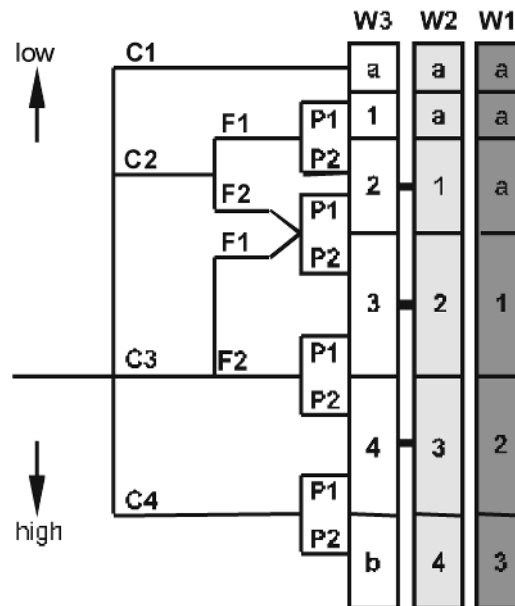 W3 W2 W1
low C1 a a a
F1 P1 1 a a
C2 P2
F2 P1 2 1 a
F1 P2
3 2 1
C3 F2 P1
P2
4 3 2
C4 P1
high P2 b 4 3